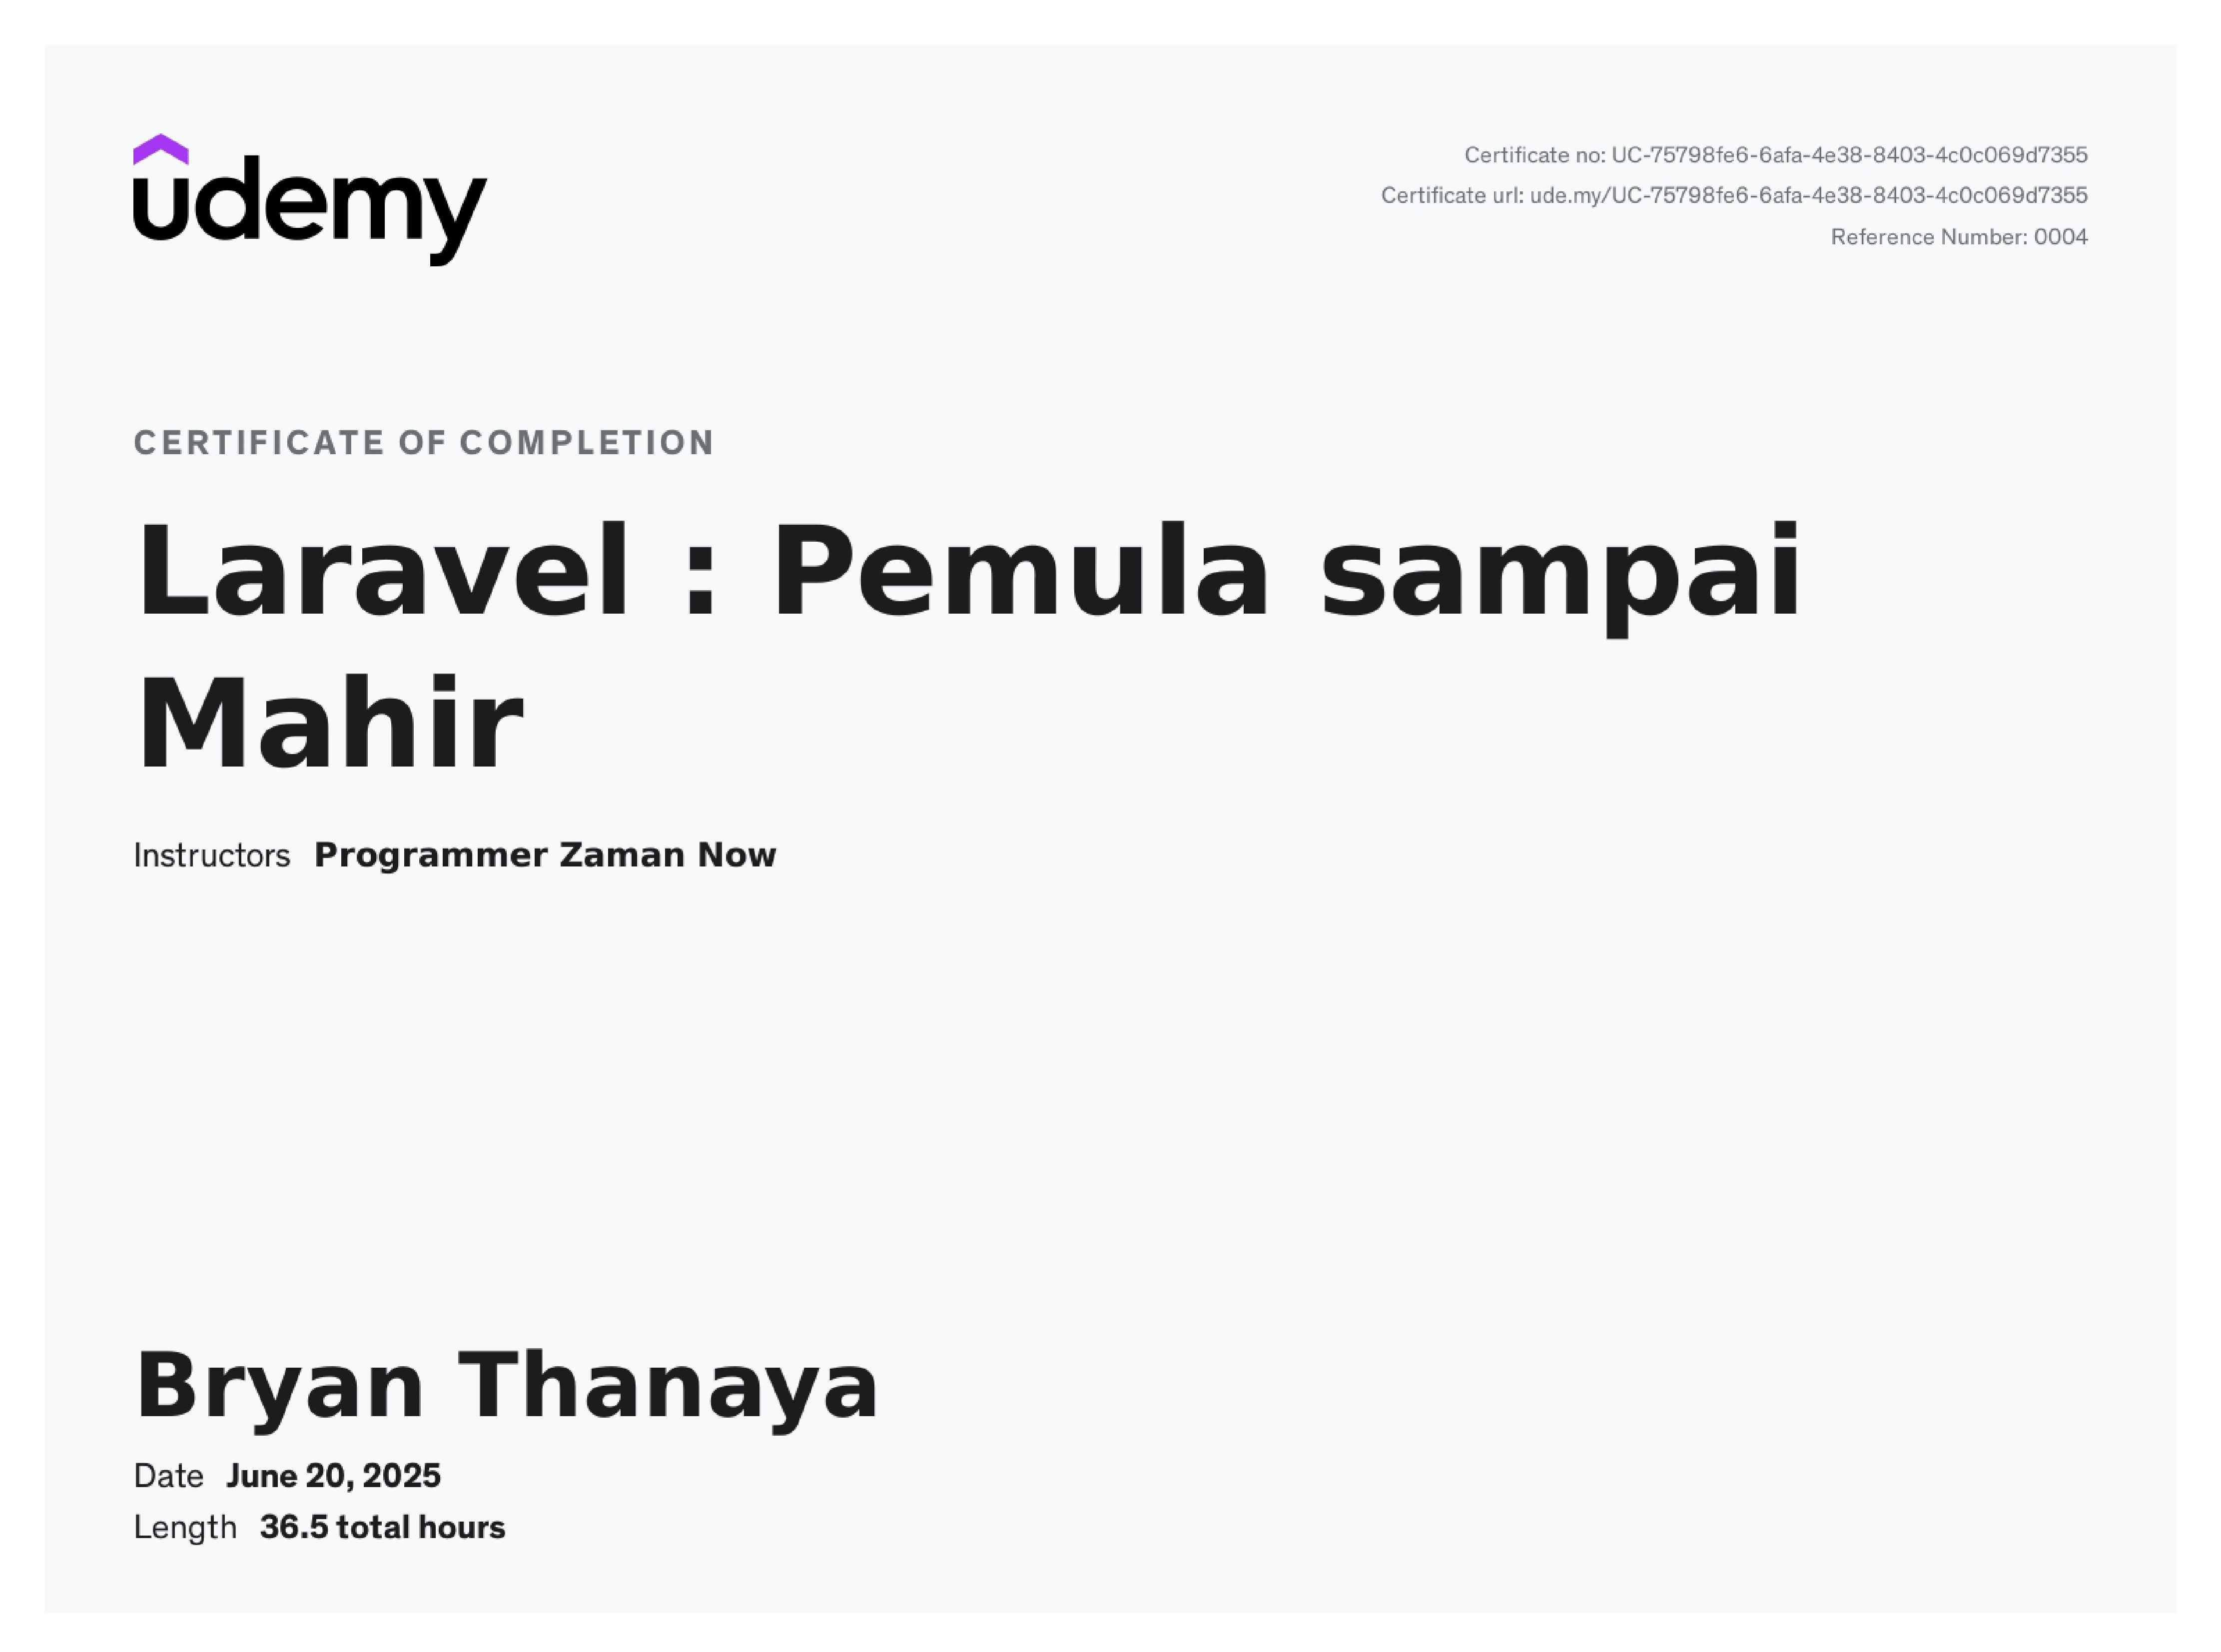 udemy
Certificate no: UC-75798fe6-6afa-4e38-8403-4c0c069d7355
Certificate url: ude.my/UC-75798fe6-6afa-4e38-8403-4c0c069d7355
Reference Number: 0004
CERTIFICATE OF COMPLETION
Laravel : Pemula sampai
Mahir
Instructors Programmer Zaman Now
Bryan Thanaya
Date June 20, 2025
Length 36.5 total hours